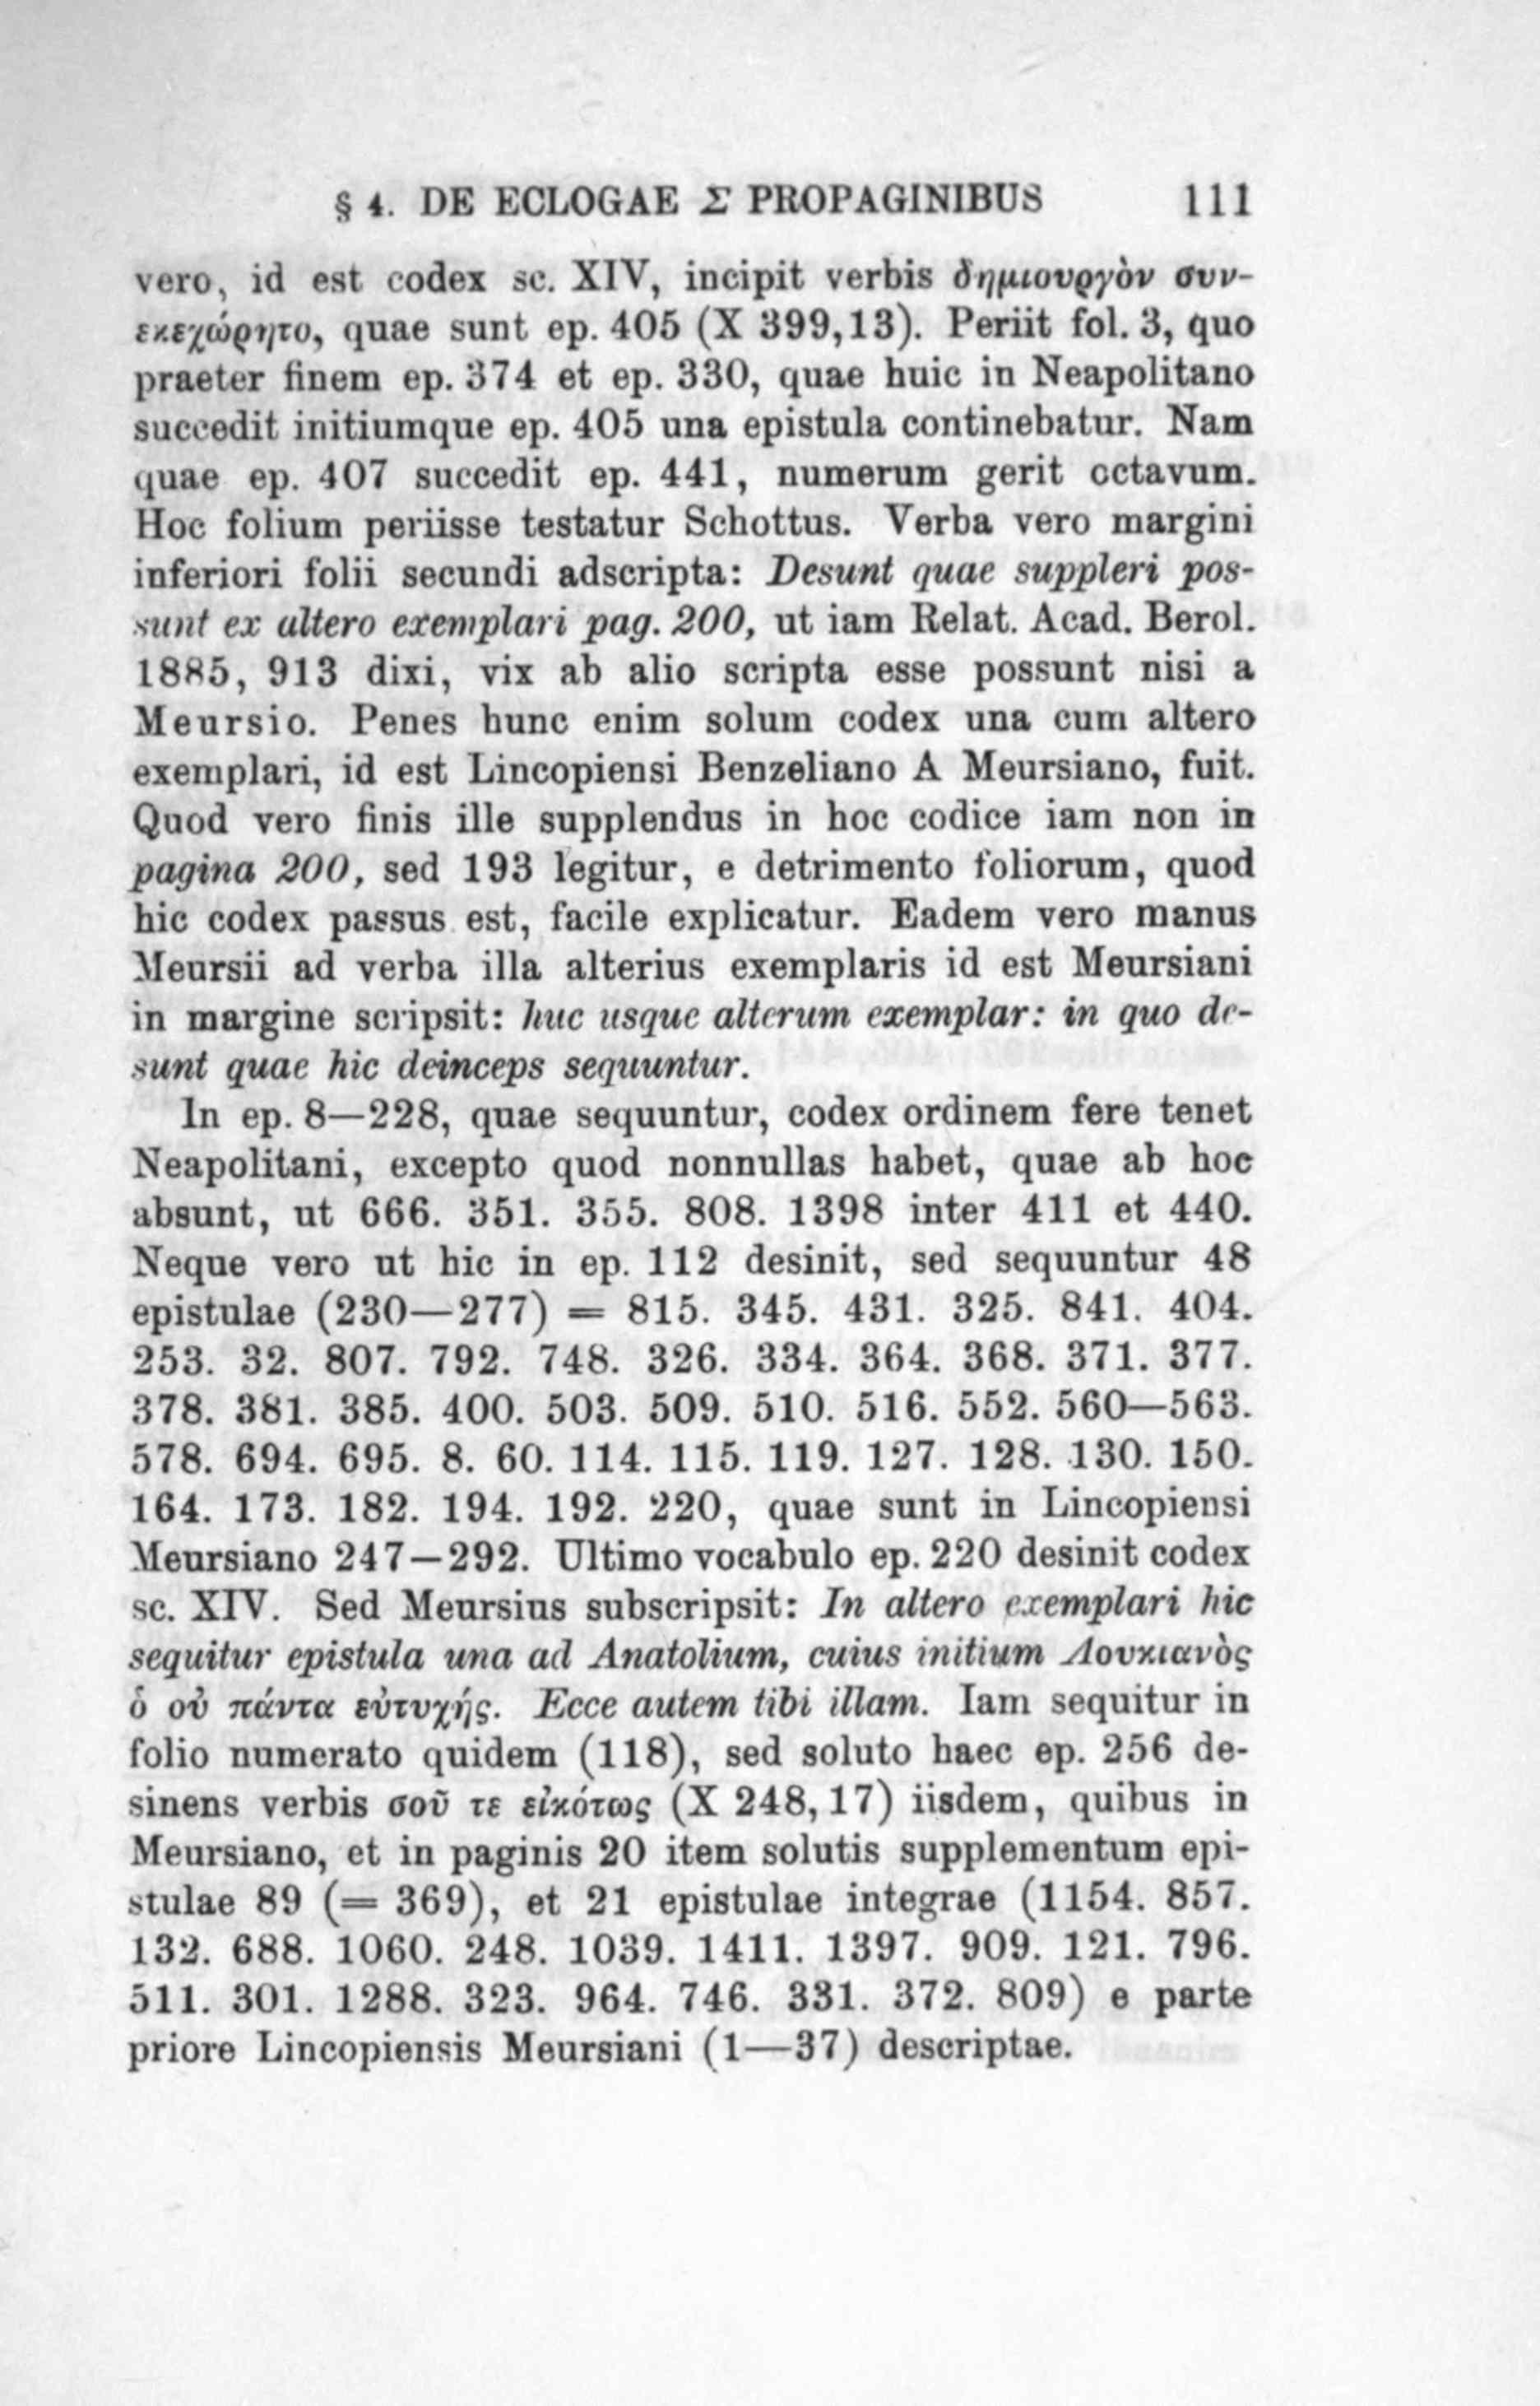 § 4. DE ECLOGAE Σ PROPAGINIBUS 111
vero, id est codex sc. XIV, incipit verbis δημιουργὸν συν-
εκεχώρητο, quae sunt ep. 405 (X 399,13). Periit fol. 3, quo
praeter finem ep. 374 et ep. 330, quae huic in Neapolitano
succedit initiumque ep. 405 una epistula continebatur. Nam
quae ep. 407 succedit ep. 441, numerum gerit octavum.
Hoc folium periisse testatur Schottus. Verba vero margini
inferiori folii secundi adscripta: Desunt quae suppleri pos-
sunt ex altero exemplari pag. 200, ut iam Relat. Acad. Berol.
1885, 913 dixi, vix ab alio scripta esse possunt nisi a
Meursio. Penes hunc enim solum codex una cum altero
exemplari, id est Lincopiensi Benzeliano A Meursiano, fuit.
Quod vero finis ille supplendus in hoc codice iam non in
pagina 200, sed 193 legitur, e detrimento foliorum, quod
hic codex passus est, facile explicatur. Eadem vero manus
Meursii ad verba illa alterius exemplaris id est Meursiani
in margine scripsit: huc usque alterum exemplar: in quo de-
sunt quae hic deinceps sequuntur.
In ep. 8—228, quae sequuntur, codex ordinem fere tenet
Neapolitani, excepto quod nonnullas habet, quae ab hoc
absunt, ut 666. 351. 355. 808. 1398 inter 411 et 440.
Neque vero ut hic in ep. 112 desinit, sed sequuntur 48
epistulae (230—277) = 815. 345. 431. 325. 841. 404.
253. 32. 807. 792. 748. 326. 334. 364. 368. 371. 377.
378. 381. 385. 400. 503. 509. 510. 516. 552. 560—563.
578. 694. 695. 8. 60. 114. 115. 119. 127. 128. 130. 150.
164. 173. 182. 194. 192. 220, quae sunt in Lincopiensi
Meursiano 247—292. Ultimo vocabulo ep. 220 desinit codex
sc. XIV. Sed Meursius subscripsit: In altero exemplari hic
sequitur epistula una ad Anatolium, cuius initium Λουκιανὸς
ὁ οὐ πάντα εὐτυχής. Ecce autem tibi illam. Iam sequitur in
folio numerato quidem (118), sed soluto haec ep. 256 de-
sinens verbis σοῦ τε εἰκότως (X 248, 17) iisdem, quibus in
Meursiano, et in paginis 20 item solutis supplementum epi-
stulae 89 (= 369), et 21 epistulae integrae (1154. 857.
132. 688. 1060. 248. 1039. 1411. 1397. 909. 121. 796.
511. 301. 1288. 323. 964. 746. 331. 372. 809) e parte
priore Lincopiensis Meursiani (1—37) descriptae.